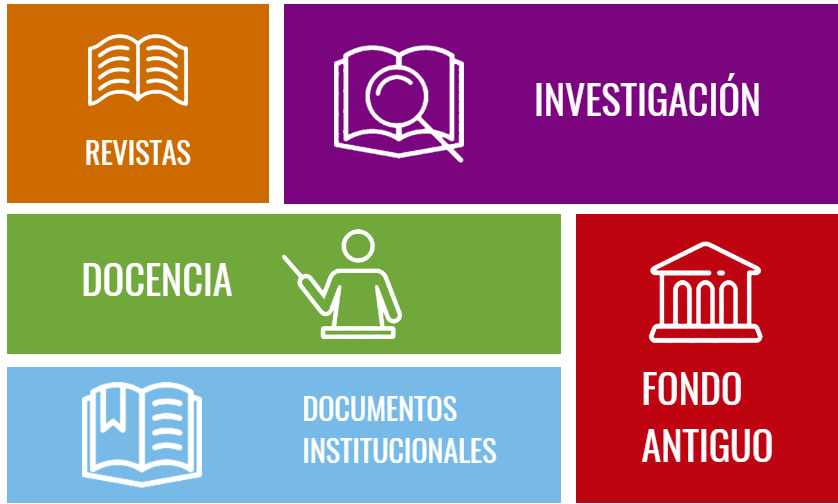 REVISTAS
INVESTIGACIÓN
DOCENCIA
DOCUMENTOS
INSTITUCIONALES
FONDO
ANTIGUO